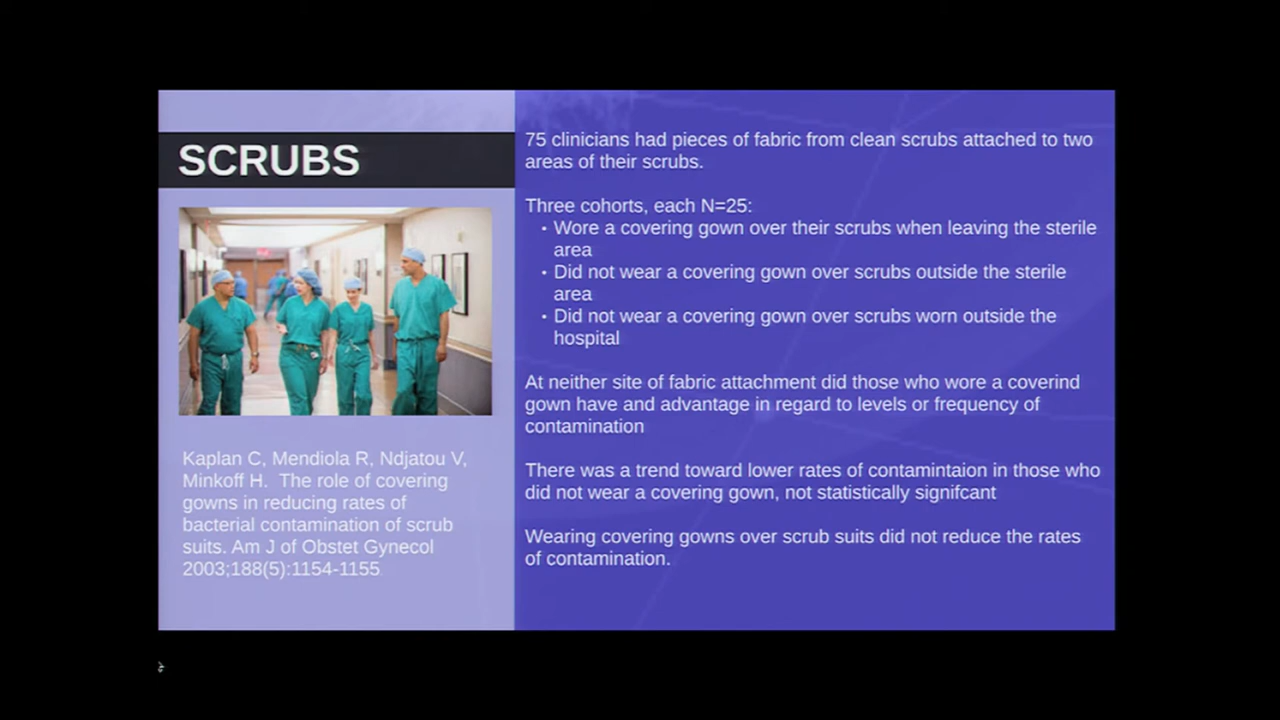 SCRUBS
Kaplan C, Mendiola R, Ndjatou V,
Minkoff H.  The role of covering
gowns in reducing rates of
bacterial contamination of scrub
suits. Am J of Obstet Gynecol
2003;188(5):1154-1155
75 clinicians had pieces of fabric from clean scrubs attached to two
areas of their scrubs.
Three cohorts, each N=25:
• Wore a covering gown over their scrubs when leaving the sterile
area
• Did not wear a covering gown over scrubs outside the sterile
area
• Did not wear a covering gown over scrubs worn outside the
hospital
At neither site of fabric attachment did those who wore a coverind
gown have and advantage in regard to levels or frequency of
contamination
There was a trend toward lower rates of contamintaion in those who
did not wear a covering gown, not statistically signifcant
Wearing covering gowns over scrub suits did not reduce the rates
of contamination.